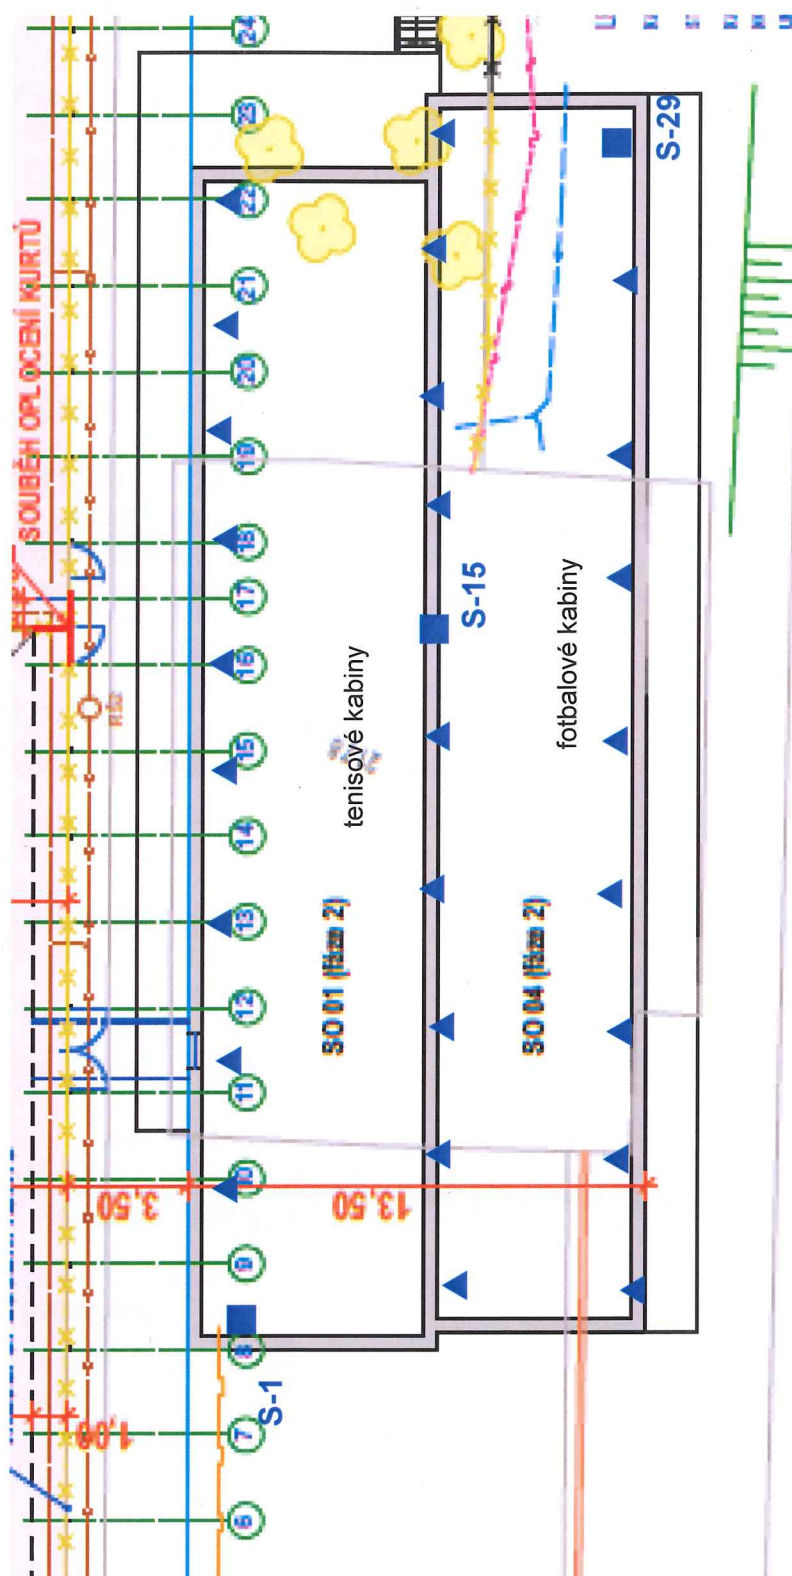 24
23
22
21
20
19
18
17
16
15
14
13
12
11
10
9
8
7
6
SOUBĚH OPLOCENÍ KURTŮ
S-29
S-15
S-1
tenisové kabiny
fotbalové kabiny
SO 01 (fáze 2)
SO 04 (fáze 2)
3,50
13,50
1,00